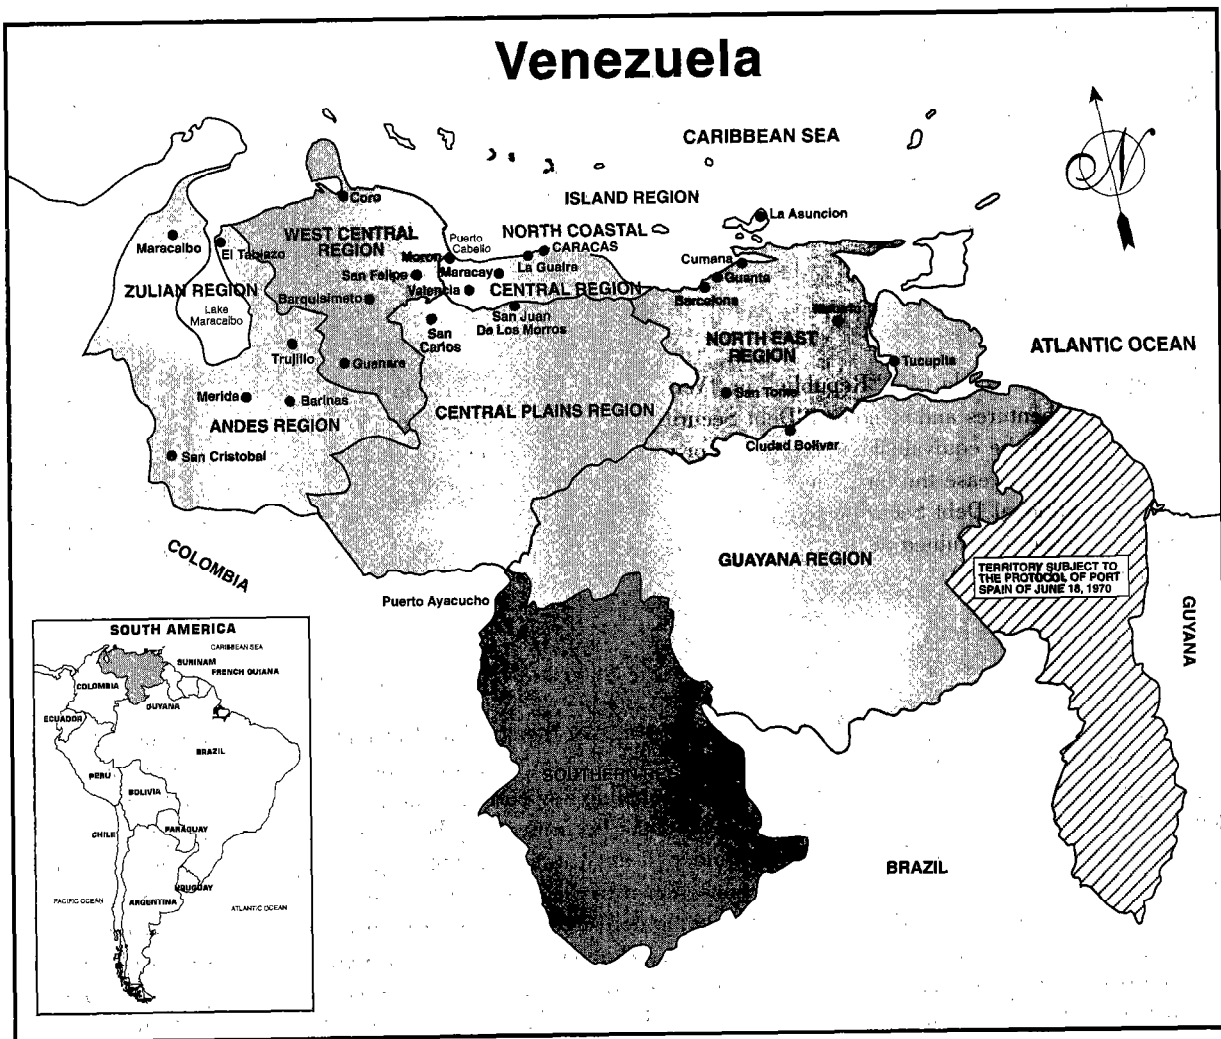 Venezuela
CARIBBEAN SEA
ISLAND REGION
Coro
La Asuncion
WEST CENTRAL
REGION
Puerto
Cabello
NORTH COASTAL
CARACAS
Maracaibo
El Tablazo
Moron
La Guaira
Cumana
San Felipe
Maracay
Guanta
ZULIAN REGION
Barquisimeto
Valencia
CENTRAL REGION
Barcelona
Lake
Maracaibo
San
Carlos
San Juan
De Los Morros
NORTH EAST
REGION
ATLANTIC OCEAN
Trujillo
Guanare
Tucupita
Merida
Barinas
San Tome
ANDES REGION
CENTRAL PLAINS REGION
Ciudad Bolivar
San Cristobal
COLOMBIA
GUAYANA REGION
TERRITORY SUBJECT TO
THE PROTOCOL OF PORT
SPAIN OF JUNE 18, 1970
Puerto Ayacucho
GUYANA
SOUTHERN
BRAZIL
SOUTH AMERICA
CARIBBEAN SEA
SURINAM
FRENCH GUIANA
COLOMBIA
GUYANA
ECUADOR
BRAZIL
PERU
BOLIVIA
CHILE
PARAGUAY
URUGUAY
PACIFIC OCEAN
ARGENTINA
ATLANTIC OCEAN
N